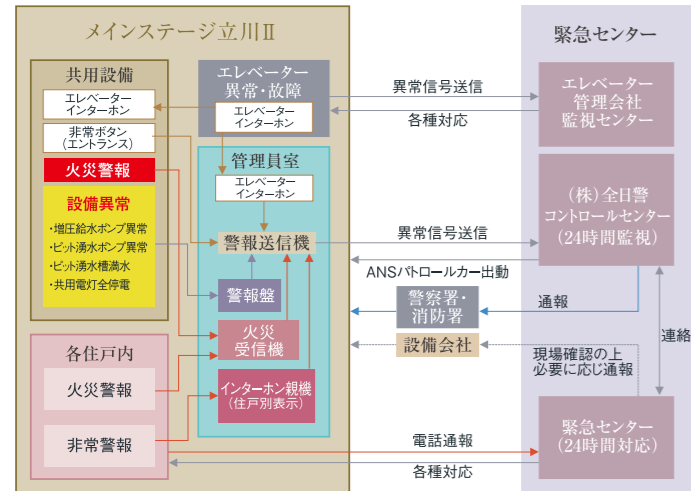 メインステージ立川Ⅱ
共用設備
エレベーター
インターホン
非常ボタン
（エントランス）
火災警報
設備異常
・増圧給水ポンプ異常
・ピット湧水ポンプ異常
・ピット湧水槽満水
・共用電灯全停電
各住戸内
火災警報
非常警報
エレベーター
異常・故障
エレベーター
インターホン
管理員室
エレベーター
インターホン
警報送信機
警報盤
火災
受信機
インターホン親機
（住戸別表示）
異常信号送信
各種対応
異常信号送信
ANSパトロールカー出動
警察署・
消防署
通報
設備会社
現場確認の上
必要に応じ通報
連絡
電話通報
各種対応
緊急センター
エレベーター
管理会社
監視センター
（株）全日警
コントロールセンター
（24時間監視）
緊急センター
（24時間対応）